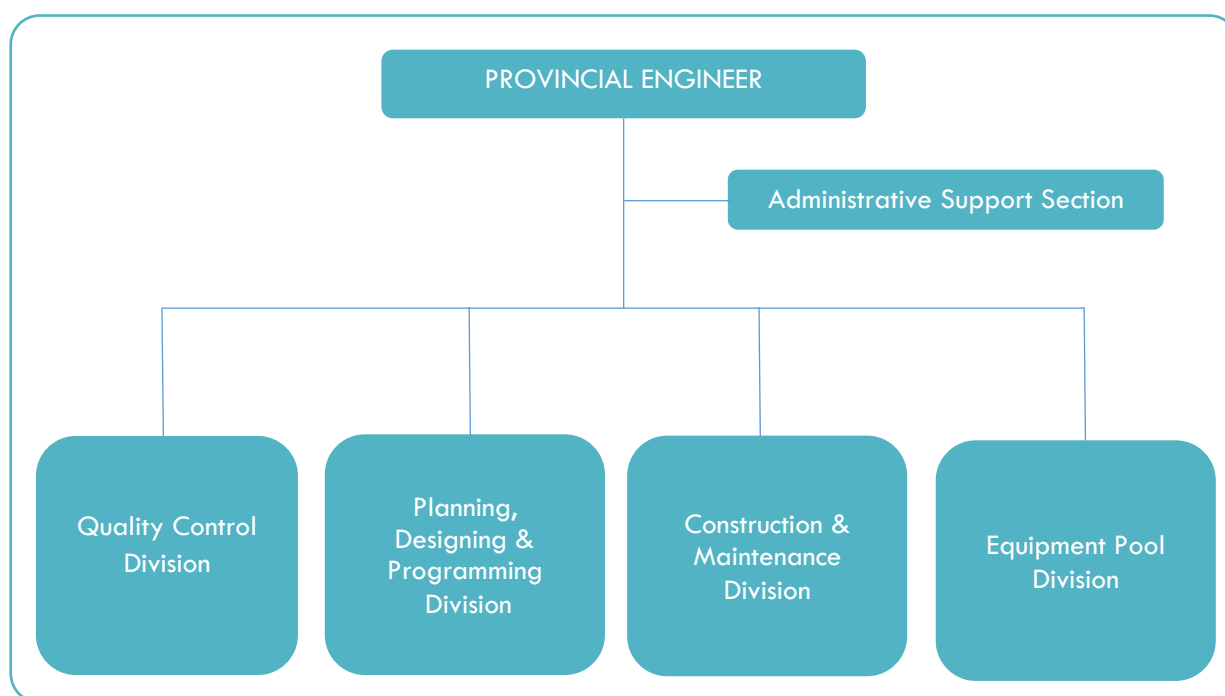 PROVINCIAL ENGINEER
Administrative Support Section
Quality Control
Division
Planning,
Designing &
Programming
Division
Construction &
Maintenance
Division
Equipment Pool
Division